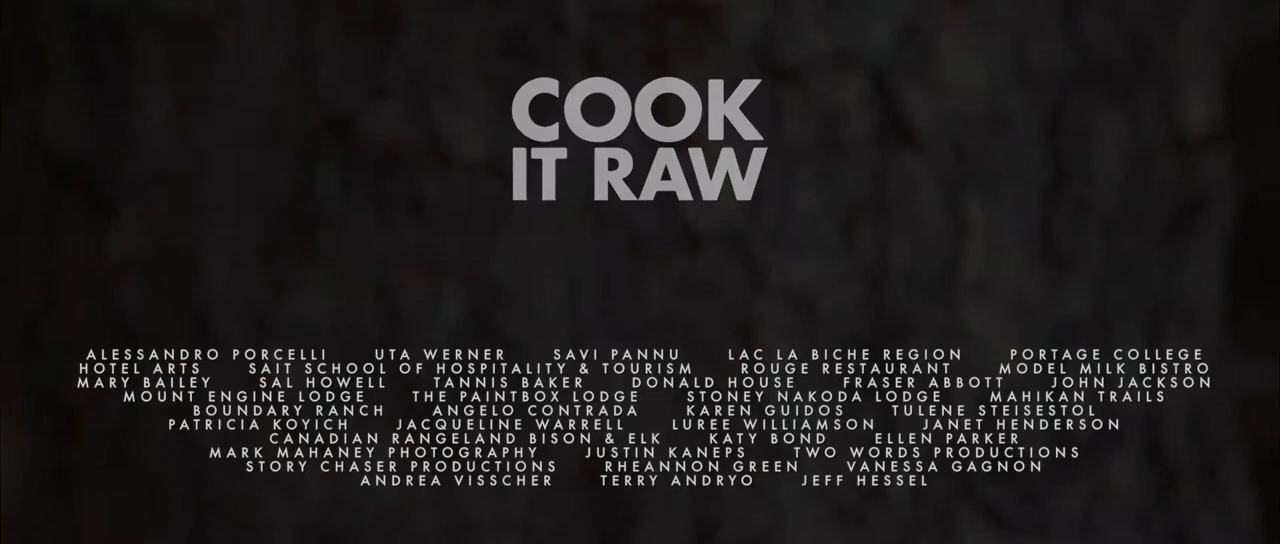 COOK
IT RAW
ALESSANDRO PORCELLI UTA WERNER SAVI PANNU LAC LA BICHE REGION PORTAGE COLLEGE
HOTEL ARTS SAIT SCHOOL OF HOSPITALITY & TOURISM ROUGE RESTAURANT MODEL MILK BISTRO
MARY BAILEY SAL HOWELL TANNIS BAKER DONALD HOUSE FRASER ABBOTT JOHN JACKSON
MOUNT ENGINE LODGE THE PAINTBOX LODGE STONEY NAKODA LODGE MAHIKAN TRAILS
BOUNDARY RANCH ANGELO CONTRADA KAREN GUIDOS TULENE STEISESTOL
PATRICIA KOYICH JACQUELINE WARRELL LUREE WILLIAMSON JANET HENDERSON
CANADIAN RANGELAND BISON & ELK KATY BOND ELLEN PARKER
MARK MAHANEY PHOTOGRAPHY JUSTIN KANEPS TWO WORDS PRODUCTIONS
STORY CHASER PRODUCTIONS RHEANNON GREEN VANESSA GAGNON
ANDREA VISSCHER TERRY ANDRYO JEFF HESSEL